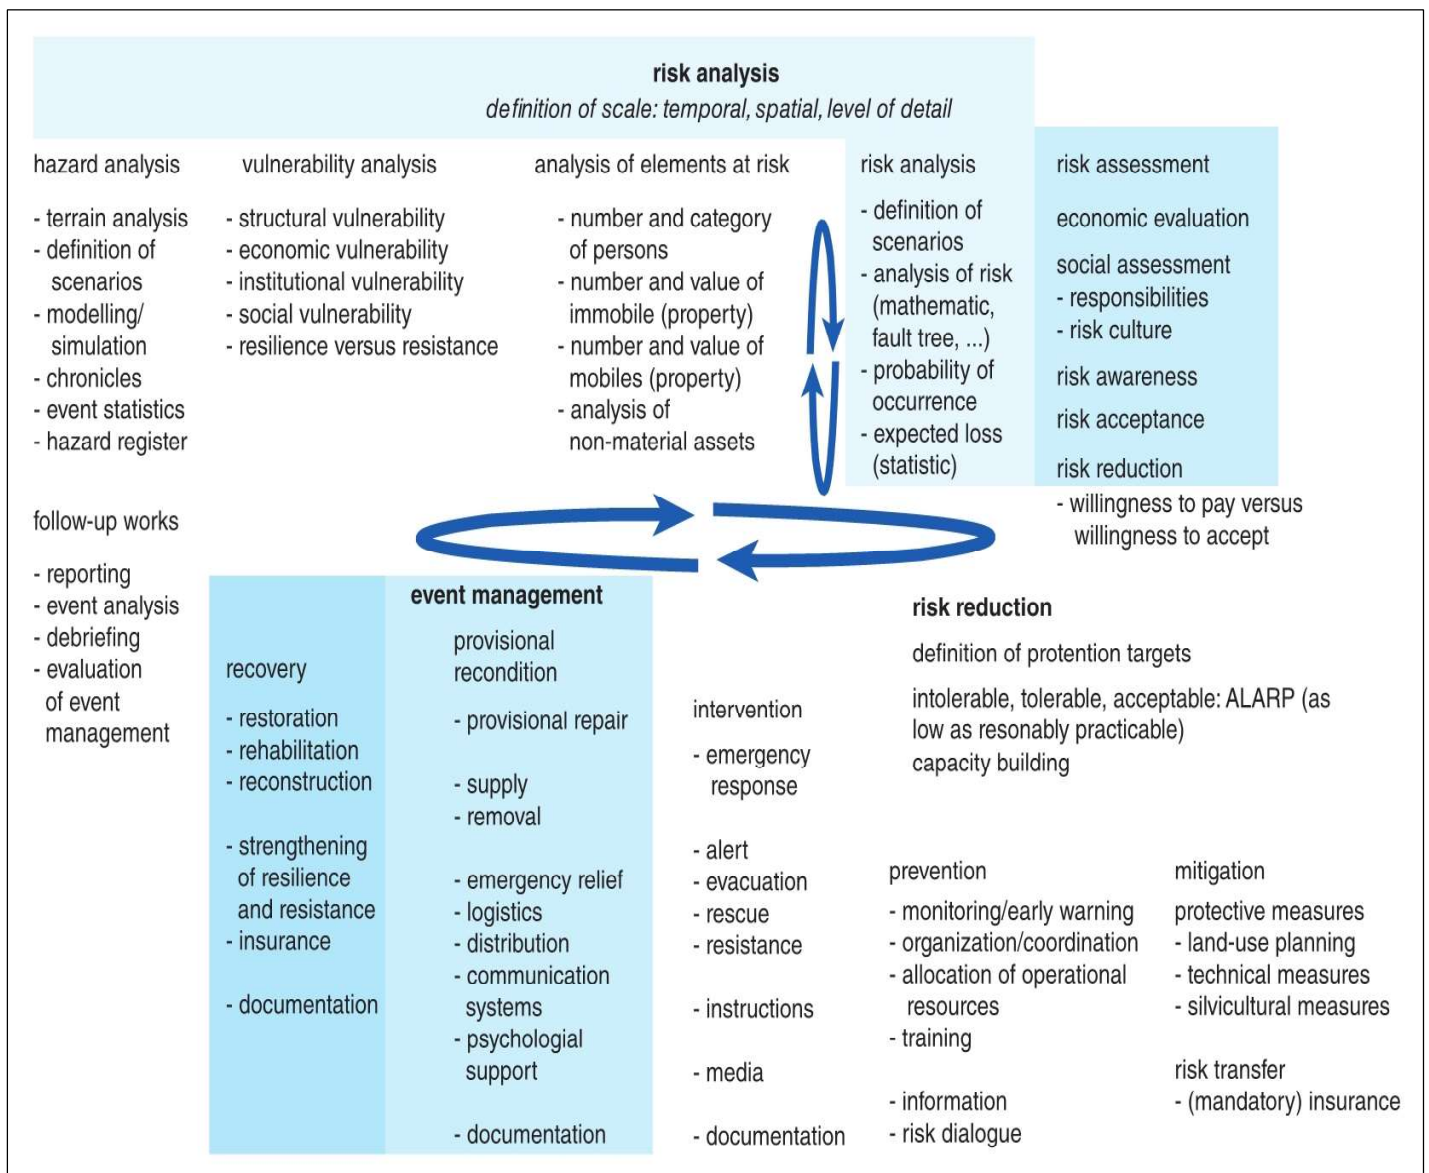 risk analysis
definition of scale: temporal, spatial, level of detail
hazard analysis
- terrain analysis
- definition of
scenarios
- modelling/
simulation
- chronicles
- event statistics
- hazard register
vulnerability analysis
- structural vulnerability
- economic vulnerability
- institutional vulnerability
- social vulnerability
- resilience versus resistance
analysis of elements at risk
- number and category
of persons
- number and value of
immobile (property)
- number and value of
mobiles (property)
- analysis of
non-material assets
risk analysis
- definition of
scenarios
- analysis of risk
(mathematic,
fault tree, ...)
- probability of
occurrence
- expected loss
(statistic)
risk assessment
economic evaluation
social assessment
- responsibilities
- risk culture
risk awareness
risk acceptance
risk reduction
- willingness to pay versus
willingness to accept
follow-up works
- reporting
- event analysis
- debriefing
- evaluation
of event
management
event management
recovery
- restoration
- rehabilitation
- reconstruction
- strengthening
of resilience
and resistance
- insurance
- documentation
provisional
recondition
- provisional repair
- supply
- removal
- emergency relief
- logistics
- distribution
- communication
systems
- psychologial
support
- documentation
intervention
- emergency
response
- alert
- evacuation
- rescue
- resistance
- instructions
- media
- documentation
risk reduction
definition of protention targets
intolerable, tolerable, acceptable: ALARP (as
low as resonably practicable)
capacity building
prevention
- monitoring/early warning
- organization/coordination
- allocation of operational
resources
- training
- information
- risk dialogue
mitigation
protective measures
- land-use planning
- technical measures
- silvicultural measures
risk transfer
- (mandatory) insurance